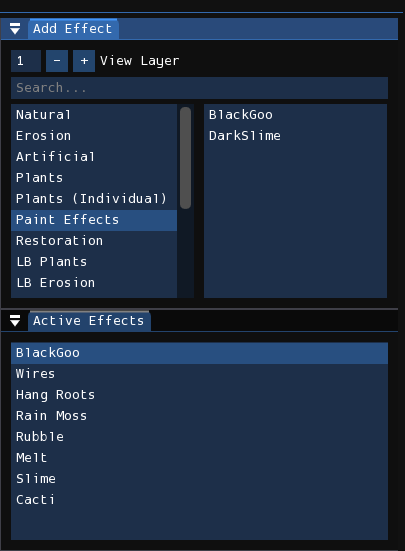 Add Effect
1 - + View Layer
Search...
Natural
Erosion
Artificial
Plants
Plants (Individual)
Paint Effects
Restoration
LB Plants
LB Erosion
BlackGoo
DarkSlime
Active Effects
BlackGoo
Wires
Hang Roots
Rain Moss
Rubble
Melt
Slime
Cacti